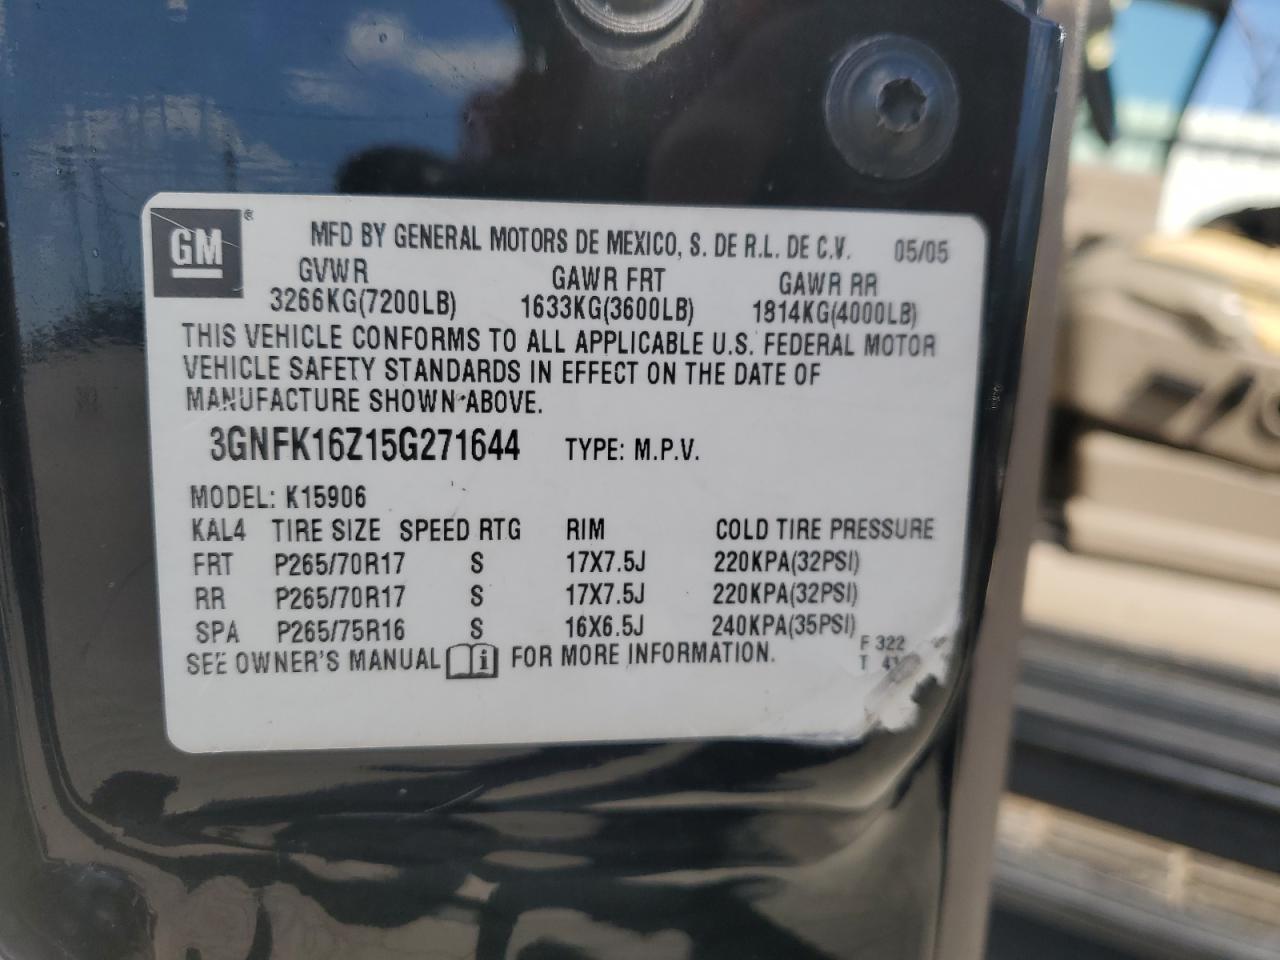 GM ® MFD BY GENERAL MOTORS DE MEXICO, S. DE R.L. DE C.V. 05/05
GVWR GAWR FRT GAWR RR
3266KG(7200LB) 1633KG(3600LB) 1814KG(4000LB)
THIS VEHICLE CONFORMS TO ALL APPLICABLE U.S. FEDERAL MOTOR
VEHICLE SAFETY STANDARDS IN EFFECT ON THE DATE OF
MANUFACTURE SHOWN ABOVE.
3GNFK16Z15G271644 TYPE: M.P.V.
MODEL: K15906
KAL4 TIRE SIZE SPEED RTG RIM COLD TIRE PRESSURE
FRT P265/70R17 S 17X7.5J 220KPA(32PSI)
RR P265/70R17 S 17X7.5J 220KPA(32PSI)
SPA P265/75R16 S 16X6.5J 240KPA(35PSI)
SEE OWNER'S MANUAL i FOR MORE INFORMATION.
F 322
T